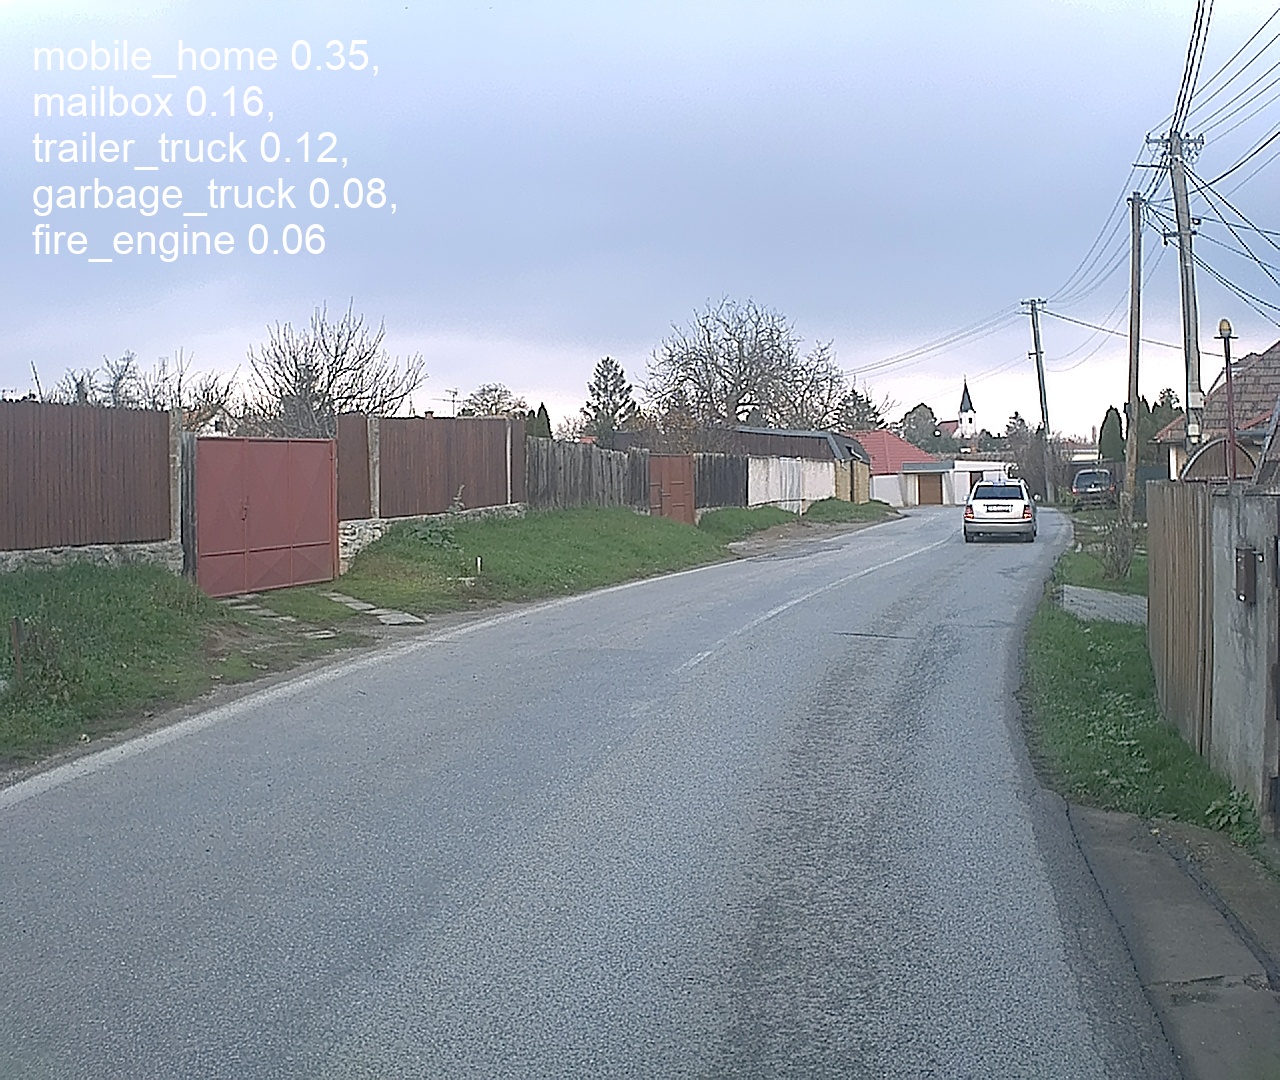 mobile_home 0.35,
mailbox 0.16,
trailer_truck 0.12,
garbage_truck 0.08,
fire_engine 0.06